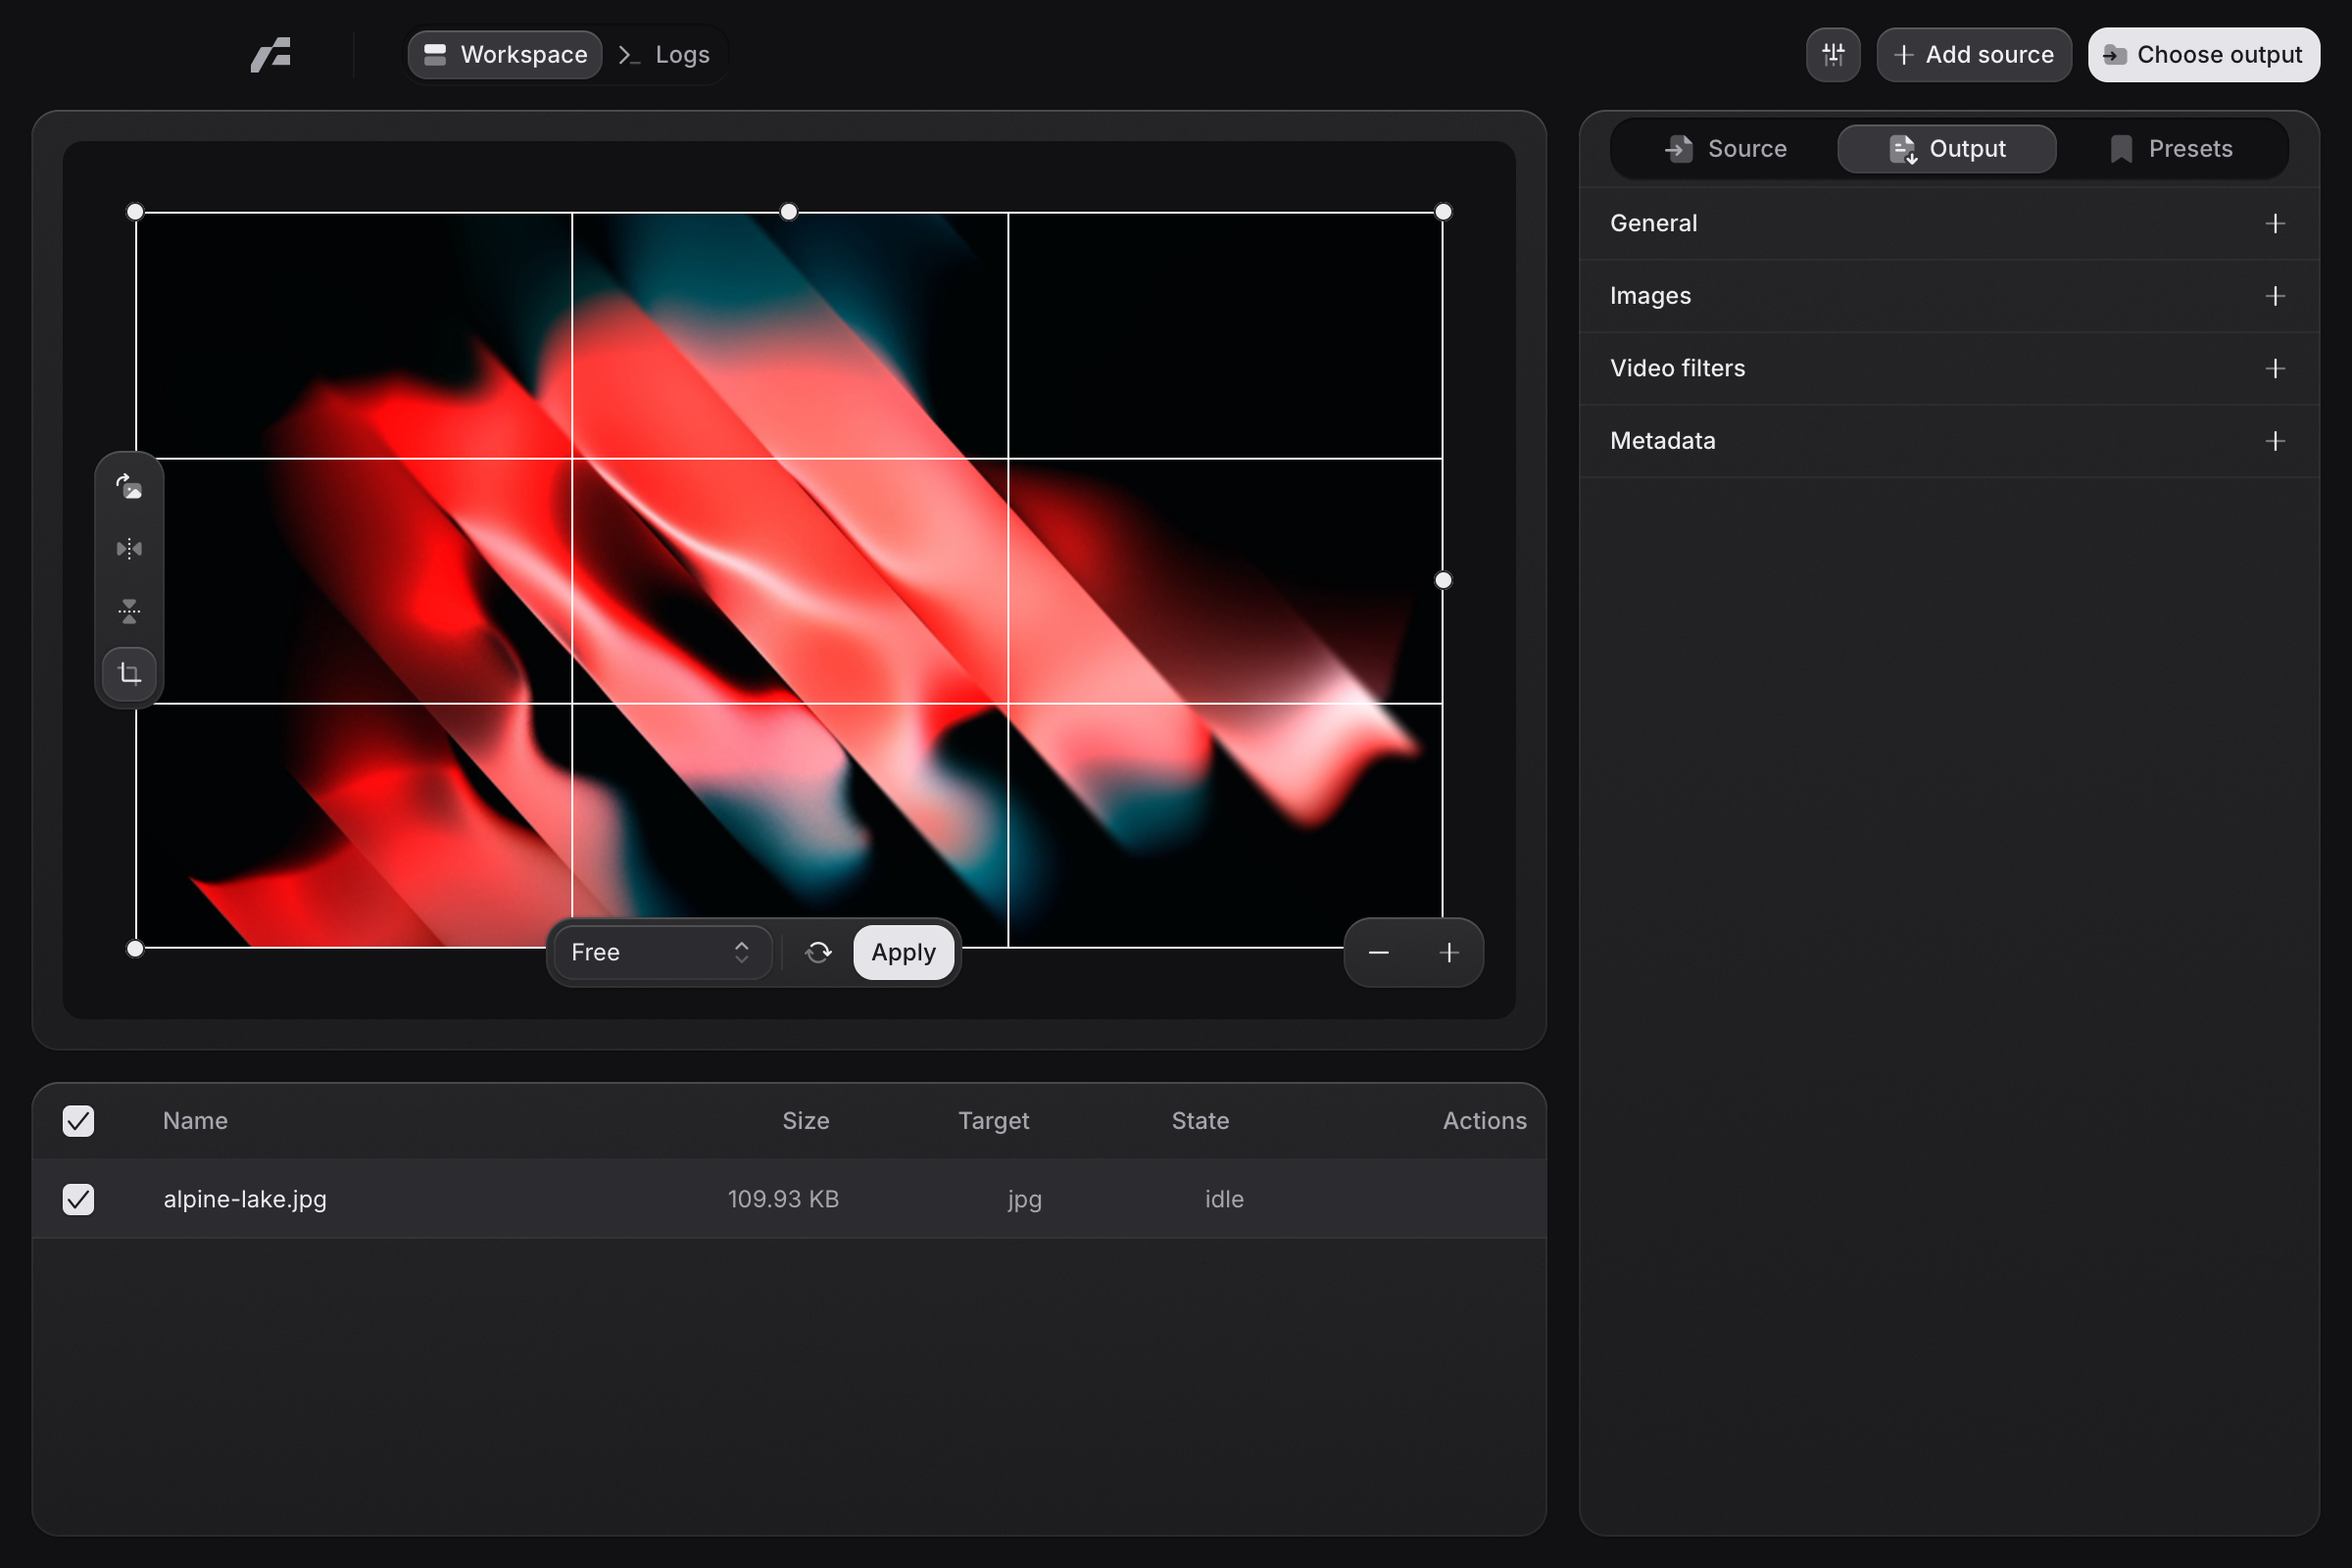 Workspace
Logs
Add source
Choose output
Source
Output
Presets
General
Images
Video filters
Metadata
Free
Apply
Name Size Target State Actions
alpine-lake.jpg 109.93 KB jpg idle